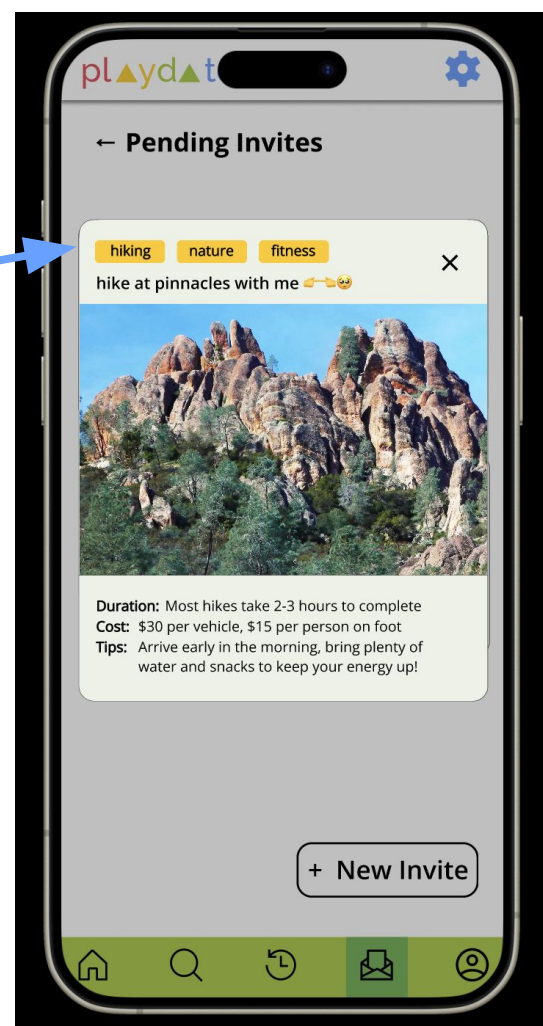 playdat
← Pending Invites
hiking nature fitness
×
hike at pinnacles with me 👉👈🥺
Duration: Most hikes take 2-3 hours to complete
Cost: $30 per vehicle, $15 per person on foot
Tips: Arrive early in the morning, bring plenty of
water and snacks to keep your energy up!
+ New Invite